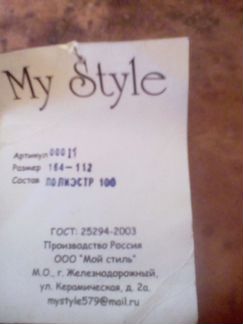 My Style
Артикул 00011
Размер 164-112
Состав ПОЛИЭСТР 100
ГОСТ: 25294-2003
Производство Россия
ООО "Мой стиль"
М.О., г. Железнодорожный,
ул. Керамическая, д. 2а.
mystyle579@mail.ru